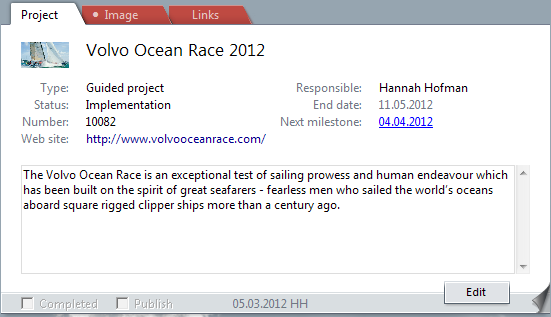 Project
Image
Links
Volvo Ocean Race 2012
Type: Guided project
Responsible: Hannah Hofman
Status: Implementation
End date: 11.05.2012
Number: 10082
Next milestone: 04.04.2012
Web site: http://www.volvooceanrace.com/
The Volvo Ocean Race is an exceptional test of sailing prowess and human endeavour which
has been built on the spirit of great seafarers - fearless men who sailed the world's oceans
aboard square rigged clipper ships more than a century ago.
Edit
Completed
Publish
05.03.2012 HH